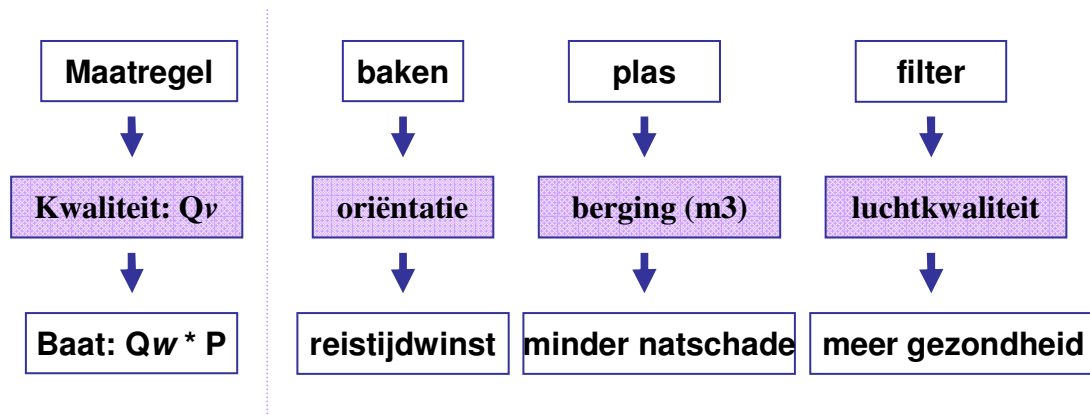 Maatregel
baken
plas
filter
Kwaliteit: Qv
oriëntatie
berging (m3)
luchtkwaliteit
Baat: Qw * P
reistijdwinst
minder natschade
meer gezondheid